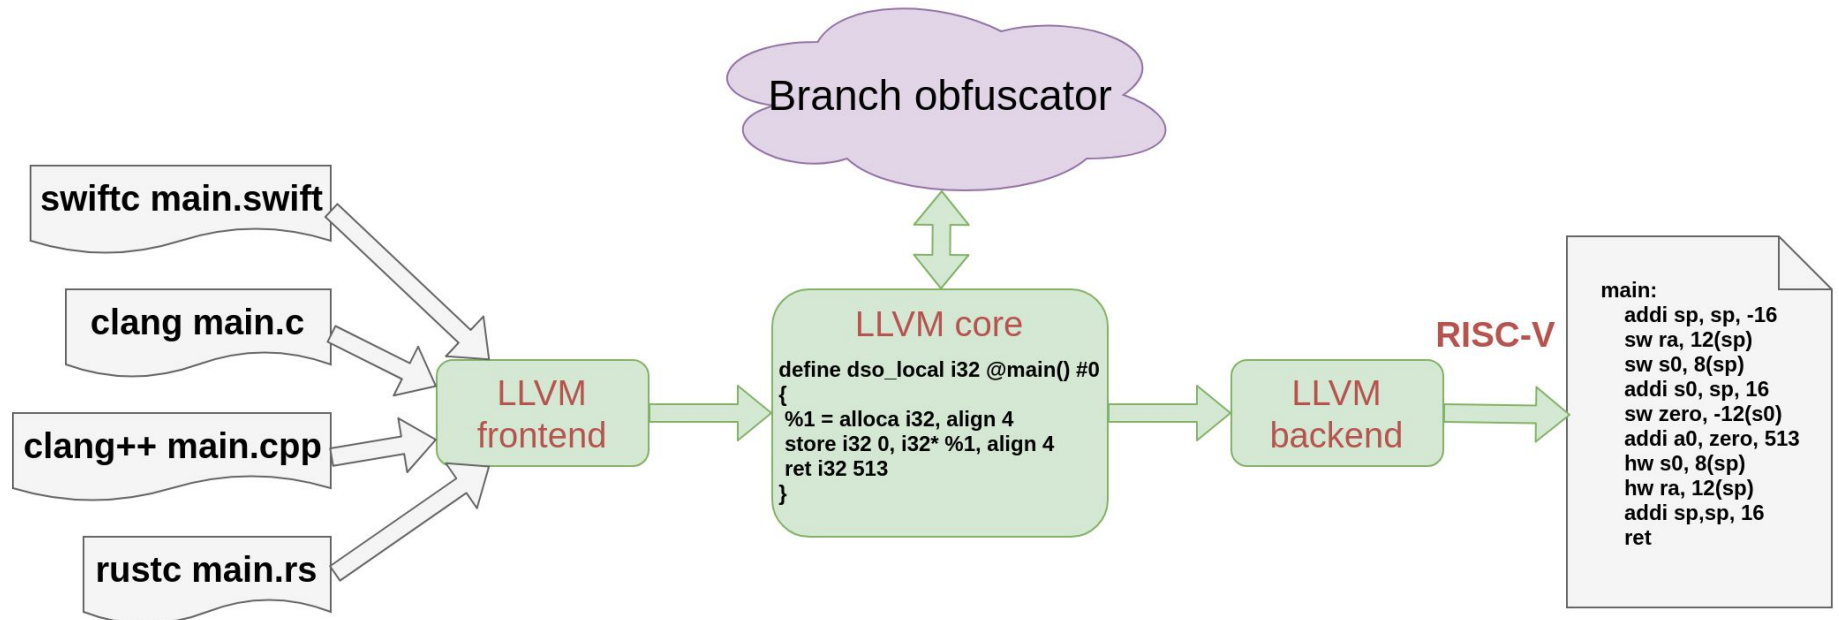 Branch obfuscator
swiftc main.swift
clang main.c
clang++ main.cpp
rustc main.rs
LLVM
frontend
LLVM core
define dso_local i32 @main() #0
{
%1 = alloca i32, align 4
store i32 0, i32* %1, align 4
ret i32 513
}
LLVM
backend
RISC-V
main:
addi sp, sp, -16
sw ra, 12(sp)
sw s0, 8(sp)
addi s0, sp, 16
sw zero, -12(s0)
addi a0, zero, 513
hw s0, 8(sp)
hw ra, 12(sp)
addi sp,sp, 16
ret